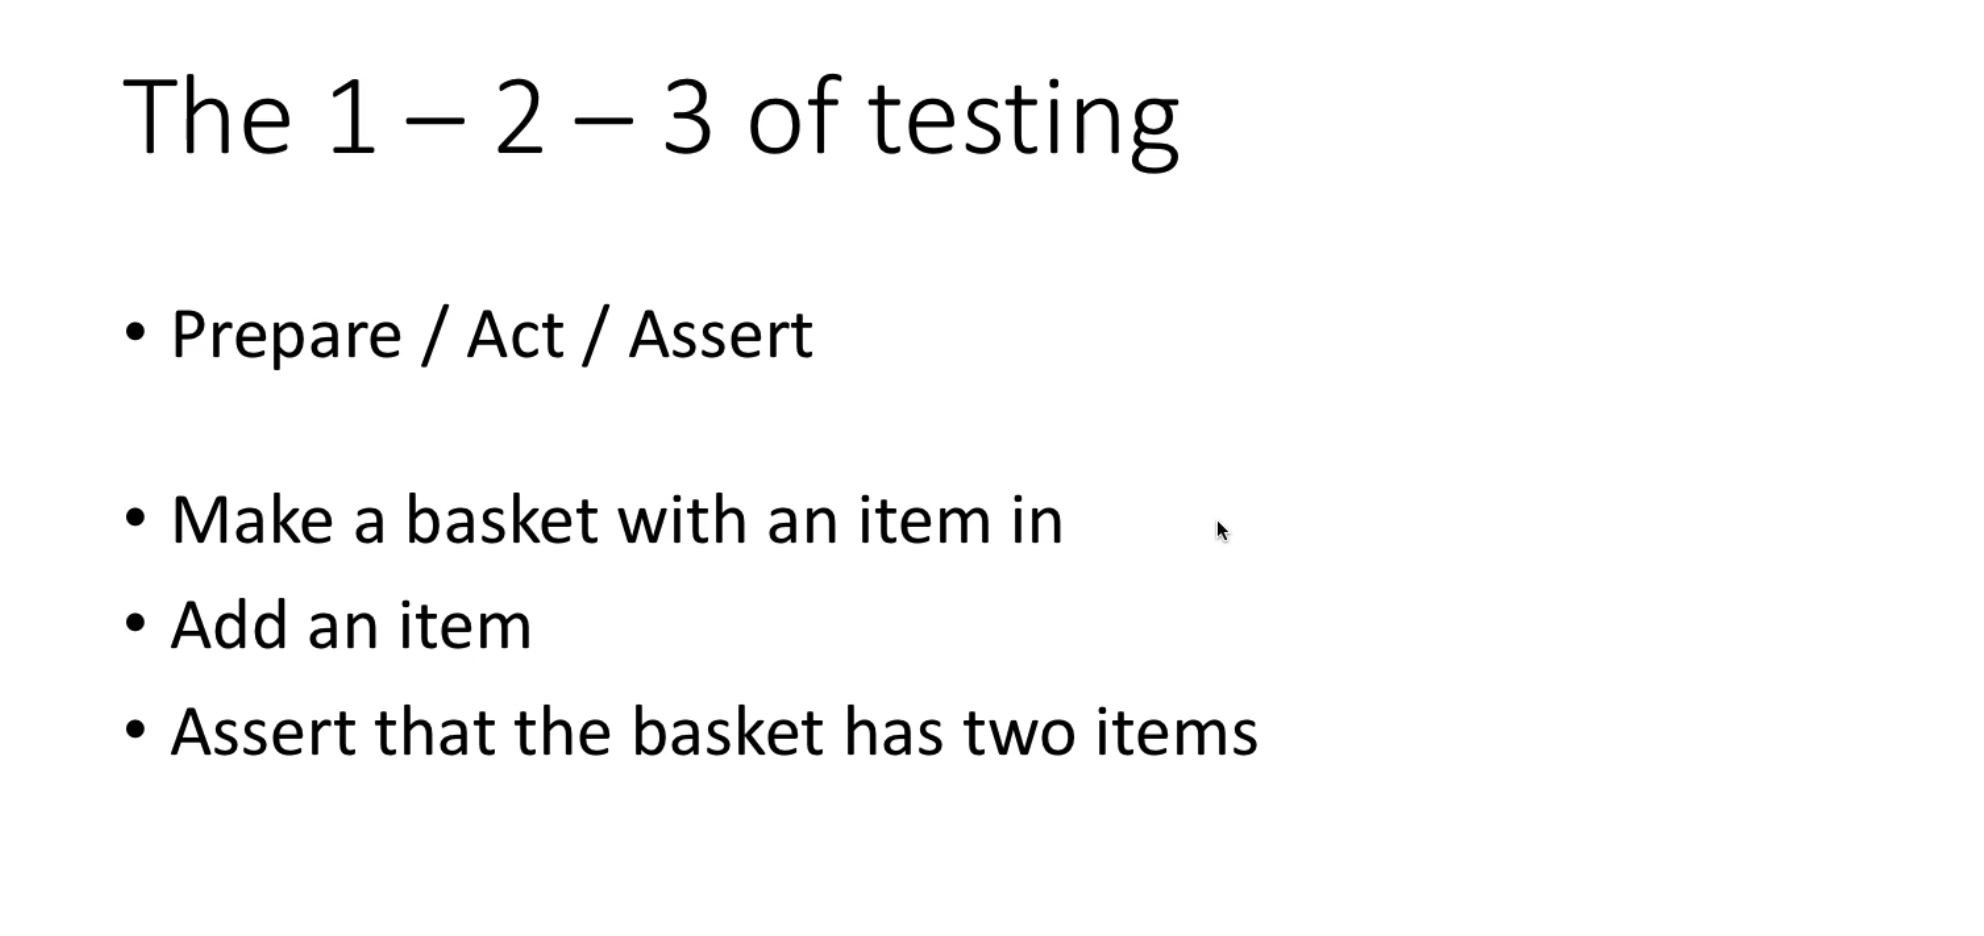 The 1 – 2 – 3 of testing
• Prepare / Act / Assert
• Make a basket with an item in
• Add an item
• Assert that the basket has two items